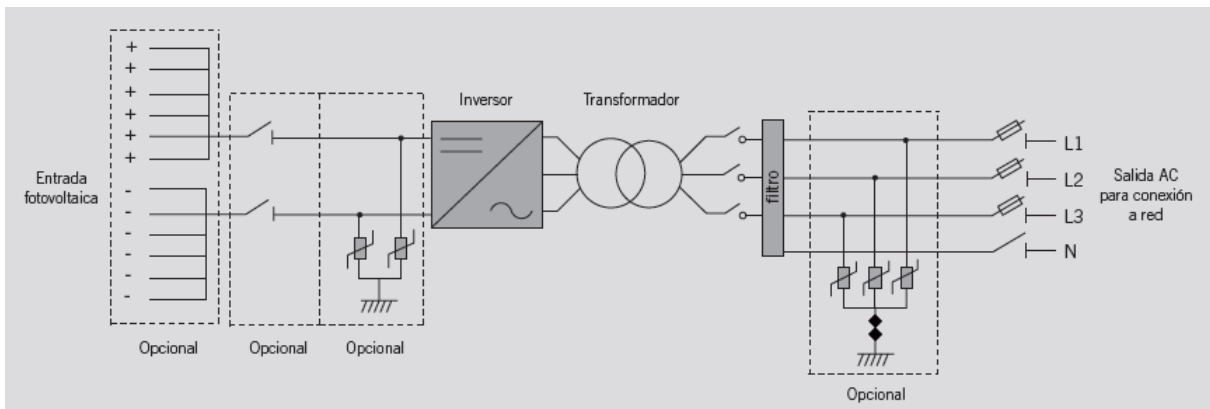 +
+
+
+
+
+
-
-
-
-
-
-
Entrada
fotovoltaica
Opcional
Opcional
Opcional
Inversor
Transformador
filtro
L1
L2
L3
N
Salida AC
para conexión
a red
Opcional